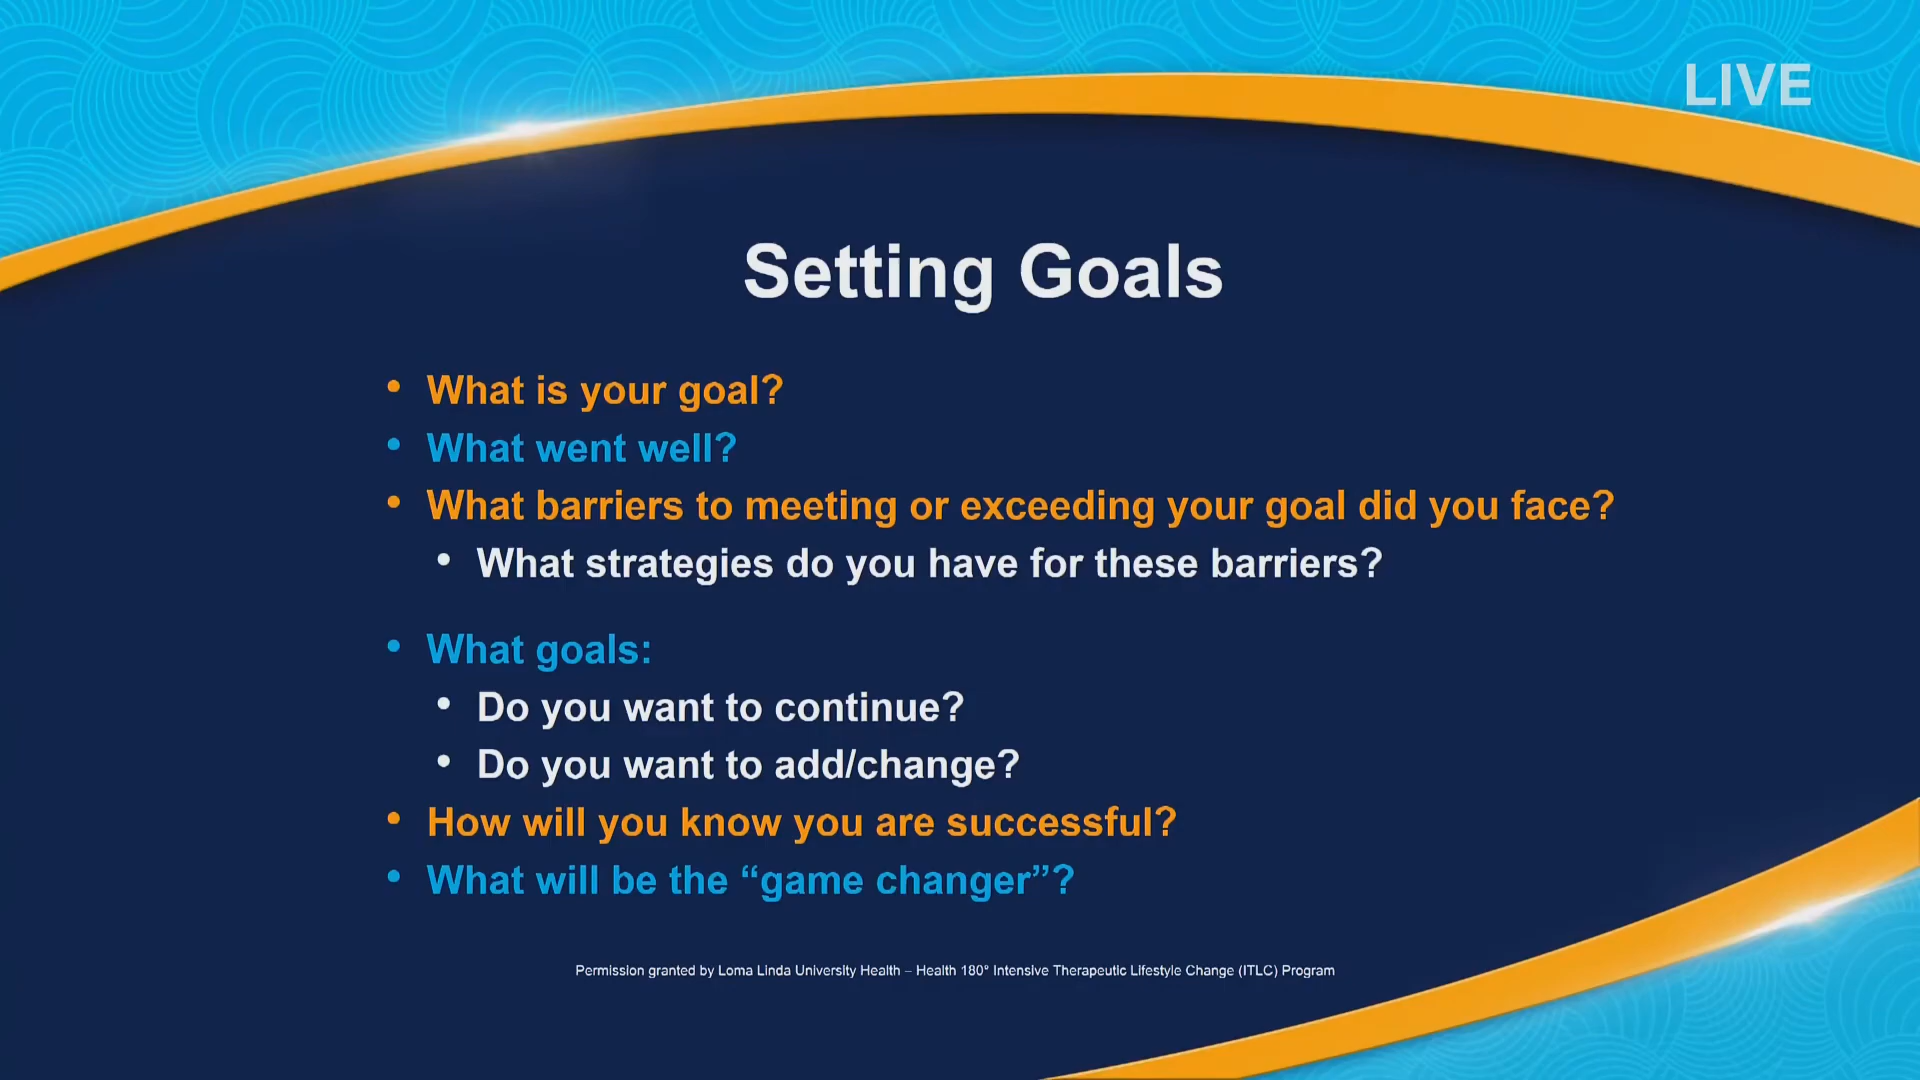 LIVE
Setting Goals
• What is your goal?
• What went well?
• What barriers to meeting or exceeding your goal did you face?
• What strategies do you have for these barriers?
• What goals:
• Do you want to continue?
• Do you want to add/change?
• How will you know you are successful?
• What will be the “game changer”?
Permission granted by Loma Linda University Health – Health 180° Intensive Therapeutic Lifestyle Change (ITLC) Program